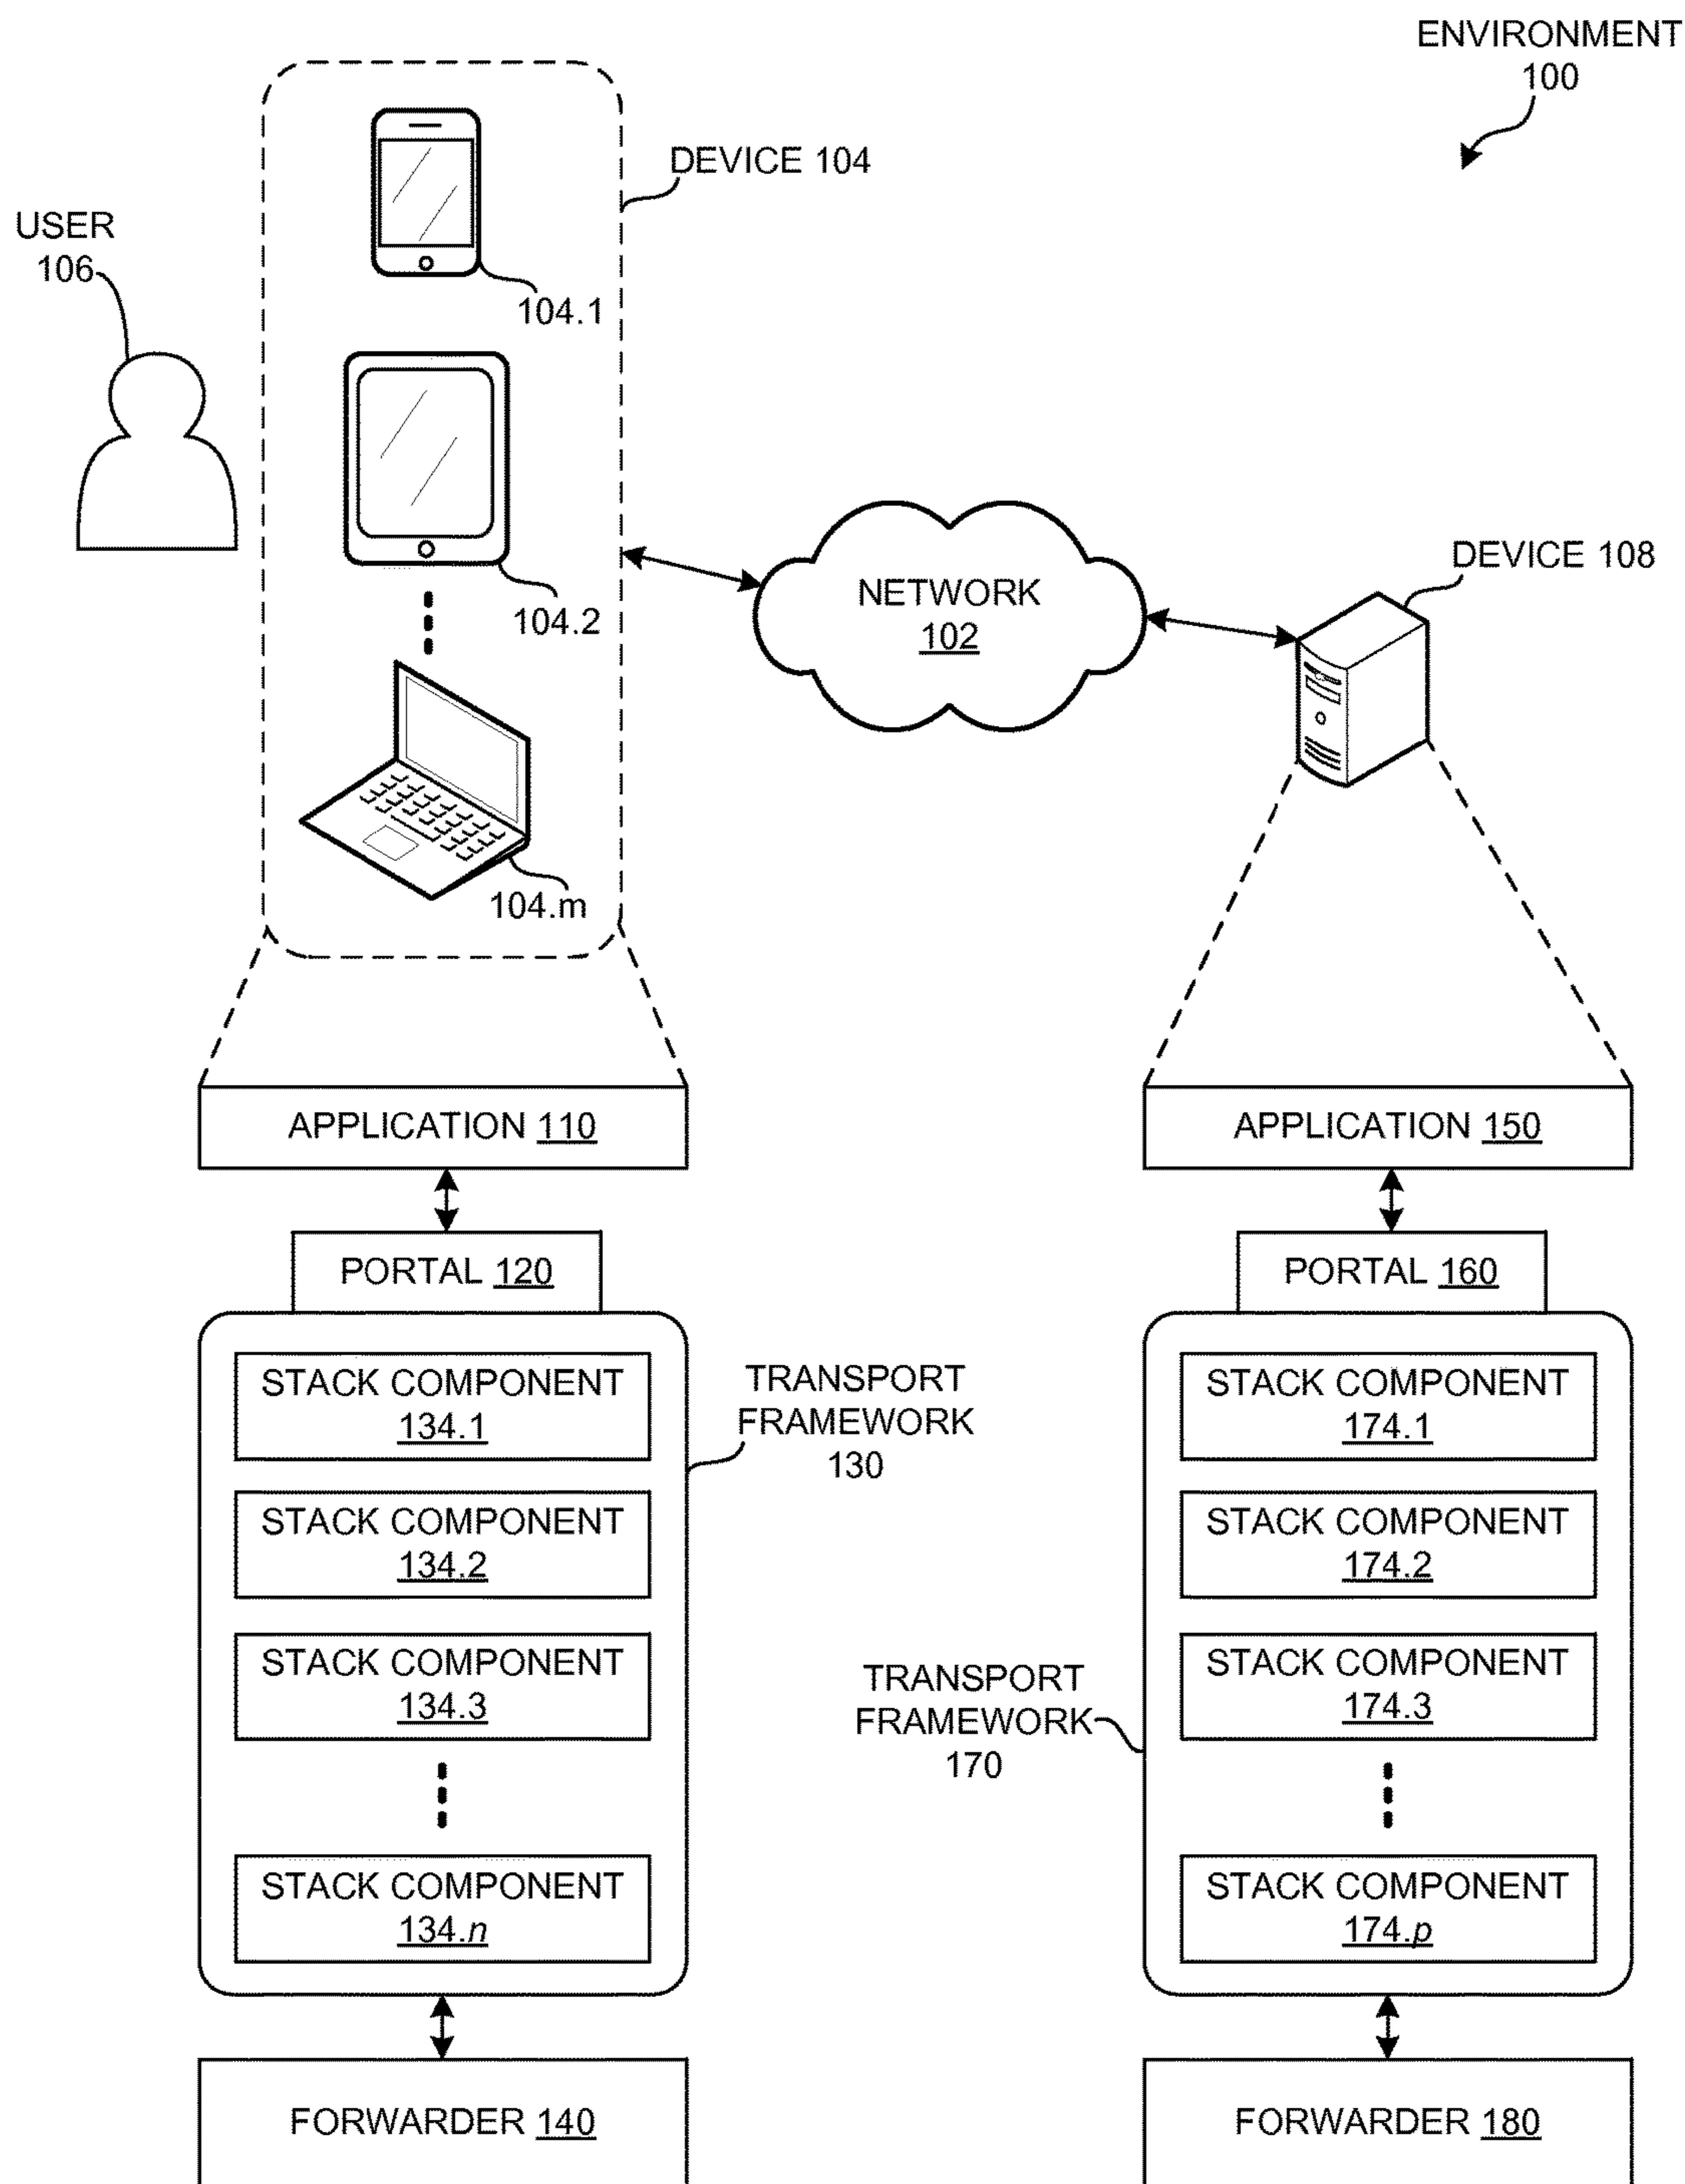 ENVIRONMENT
100
DEVICE 104
USER
106
104.1
104.2
104.m
NETWORK
102
DEVICE 108
APPLICATION 110
PORTAL 120
STACK COMPONENT
134.1
STACK COMPONENT
134.2
STACK COMPONENT
134.3
STACK COMPONENT
134.n
TRANSPORT
FRAMEWORK
130
FORWARDER 140
APPLICATION 150
PORTAL 160
STACK COMPONENT
174.1
STACK COMPONENT
174.2
STACK COMPONENT
174.3
STACK COMPONENT
174.p
TRANSPORT
FRAMEWORK
170
FORWARDER 180